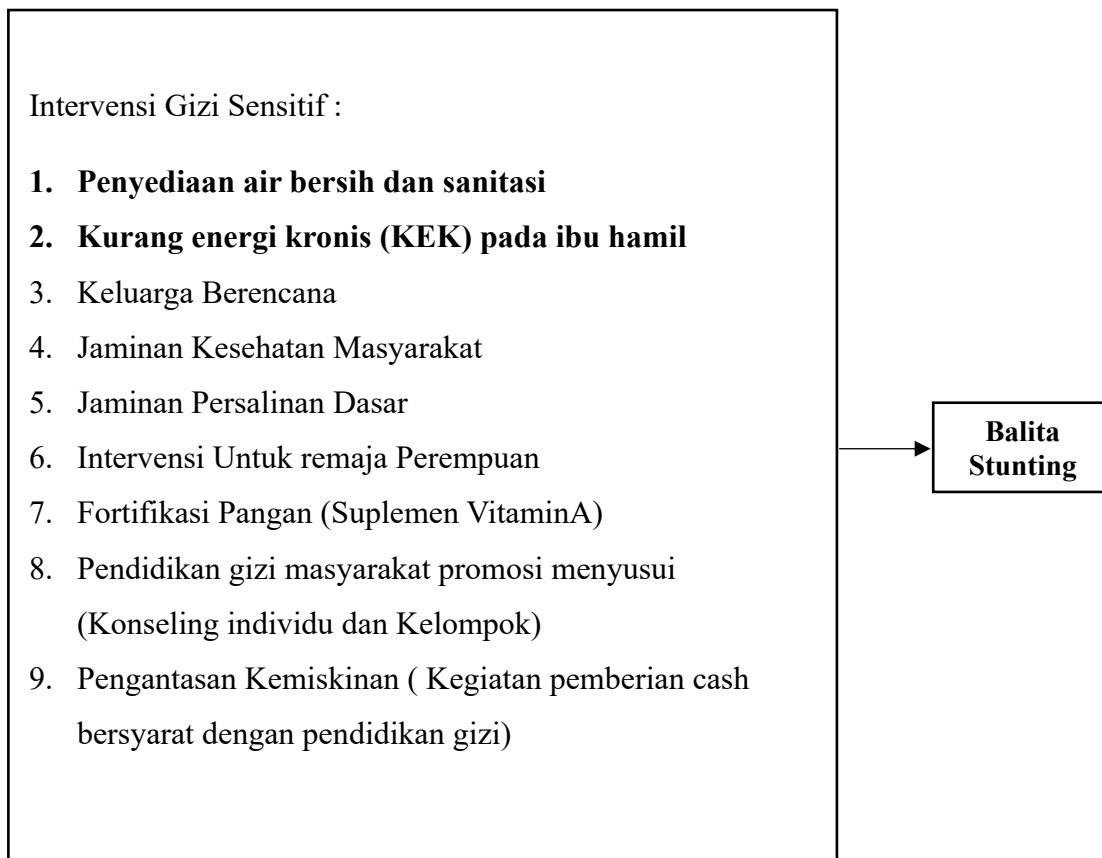 Intervensi Gizi Sensitif :
1. Penyediaan air bersih dan sanitasi
2. Kurang energi kronis (KEK) pada ibu hamil
3. Keluarga Berencana
4. Jaminan Kesehatan Masyarakat
5. Jaminan Persalinan Dasar
6. Intervensi Untuk remaja Perempuan
7. Fortifikasi Pangan (Suplemen VitaminA)
8. Pendidikan gizi masyarakat promosi menyusui
(Konseling individu dan Kelompok)
9. Pengantasan Kemiskinan ( Kegiatan pemberian cash
bersyarat dengan pendidikan gizi)
Balita
Stunting